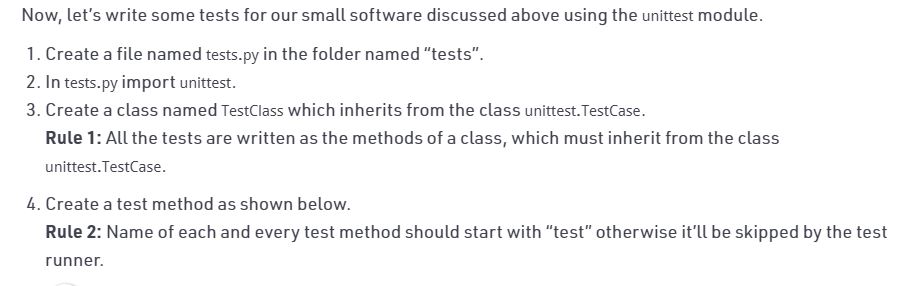 Now, let's write some tests for our small software discussed above using the unittest module.
1. Create a file named tests.py in the folder named “tests”.
2. In tests.py import unittest.
3. Create a class named TestClass which inherits from the class unittest.TestCase.
Rule 1: All the tests are written as the methods of a class, which must inherit from the class
unittest.TestCase.
4. Create a test method as shown below.
Rule 2: Name of each and every test method should start with “test” otherwise it'll be skipped by the test
runner.